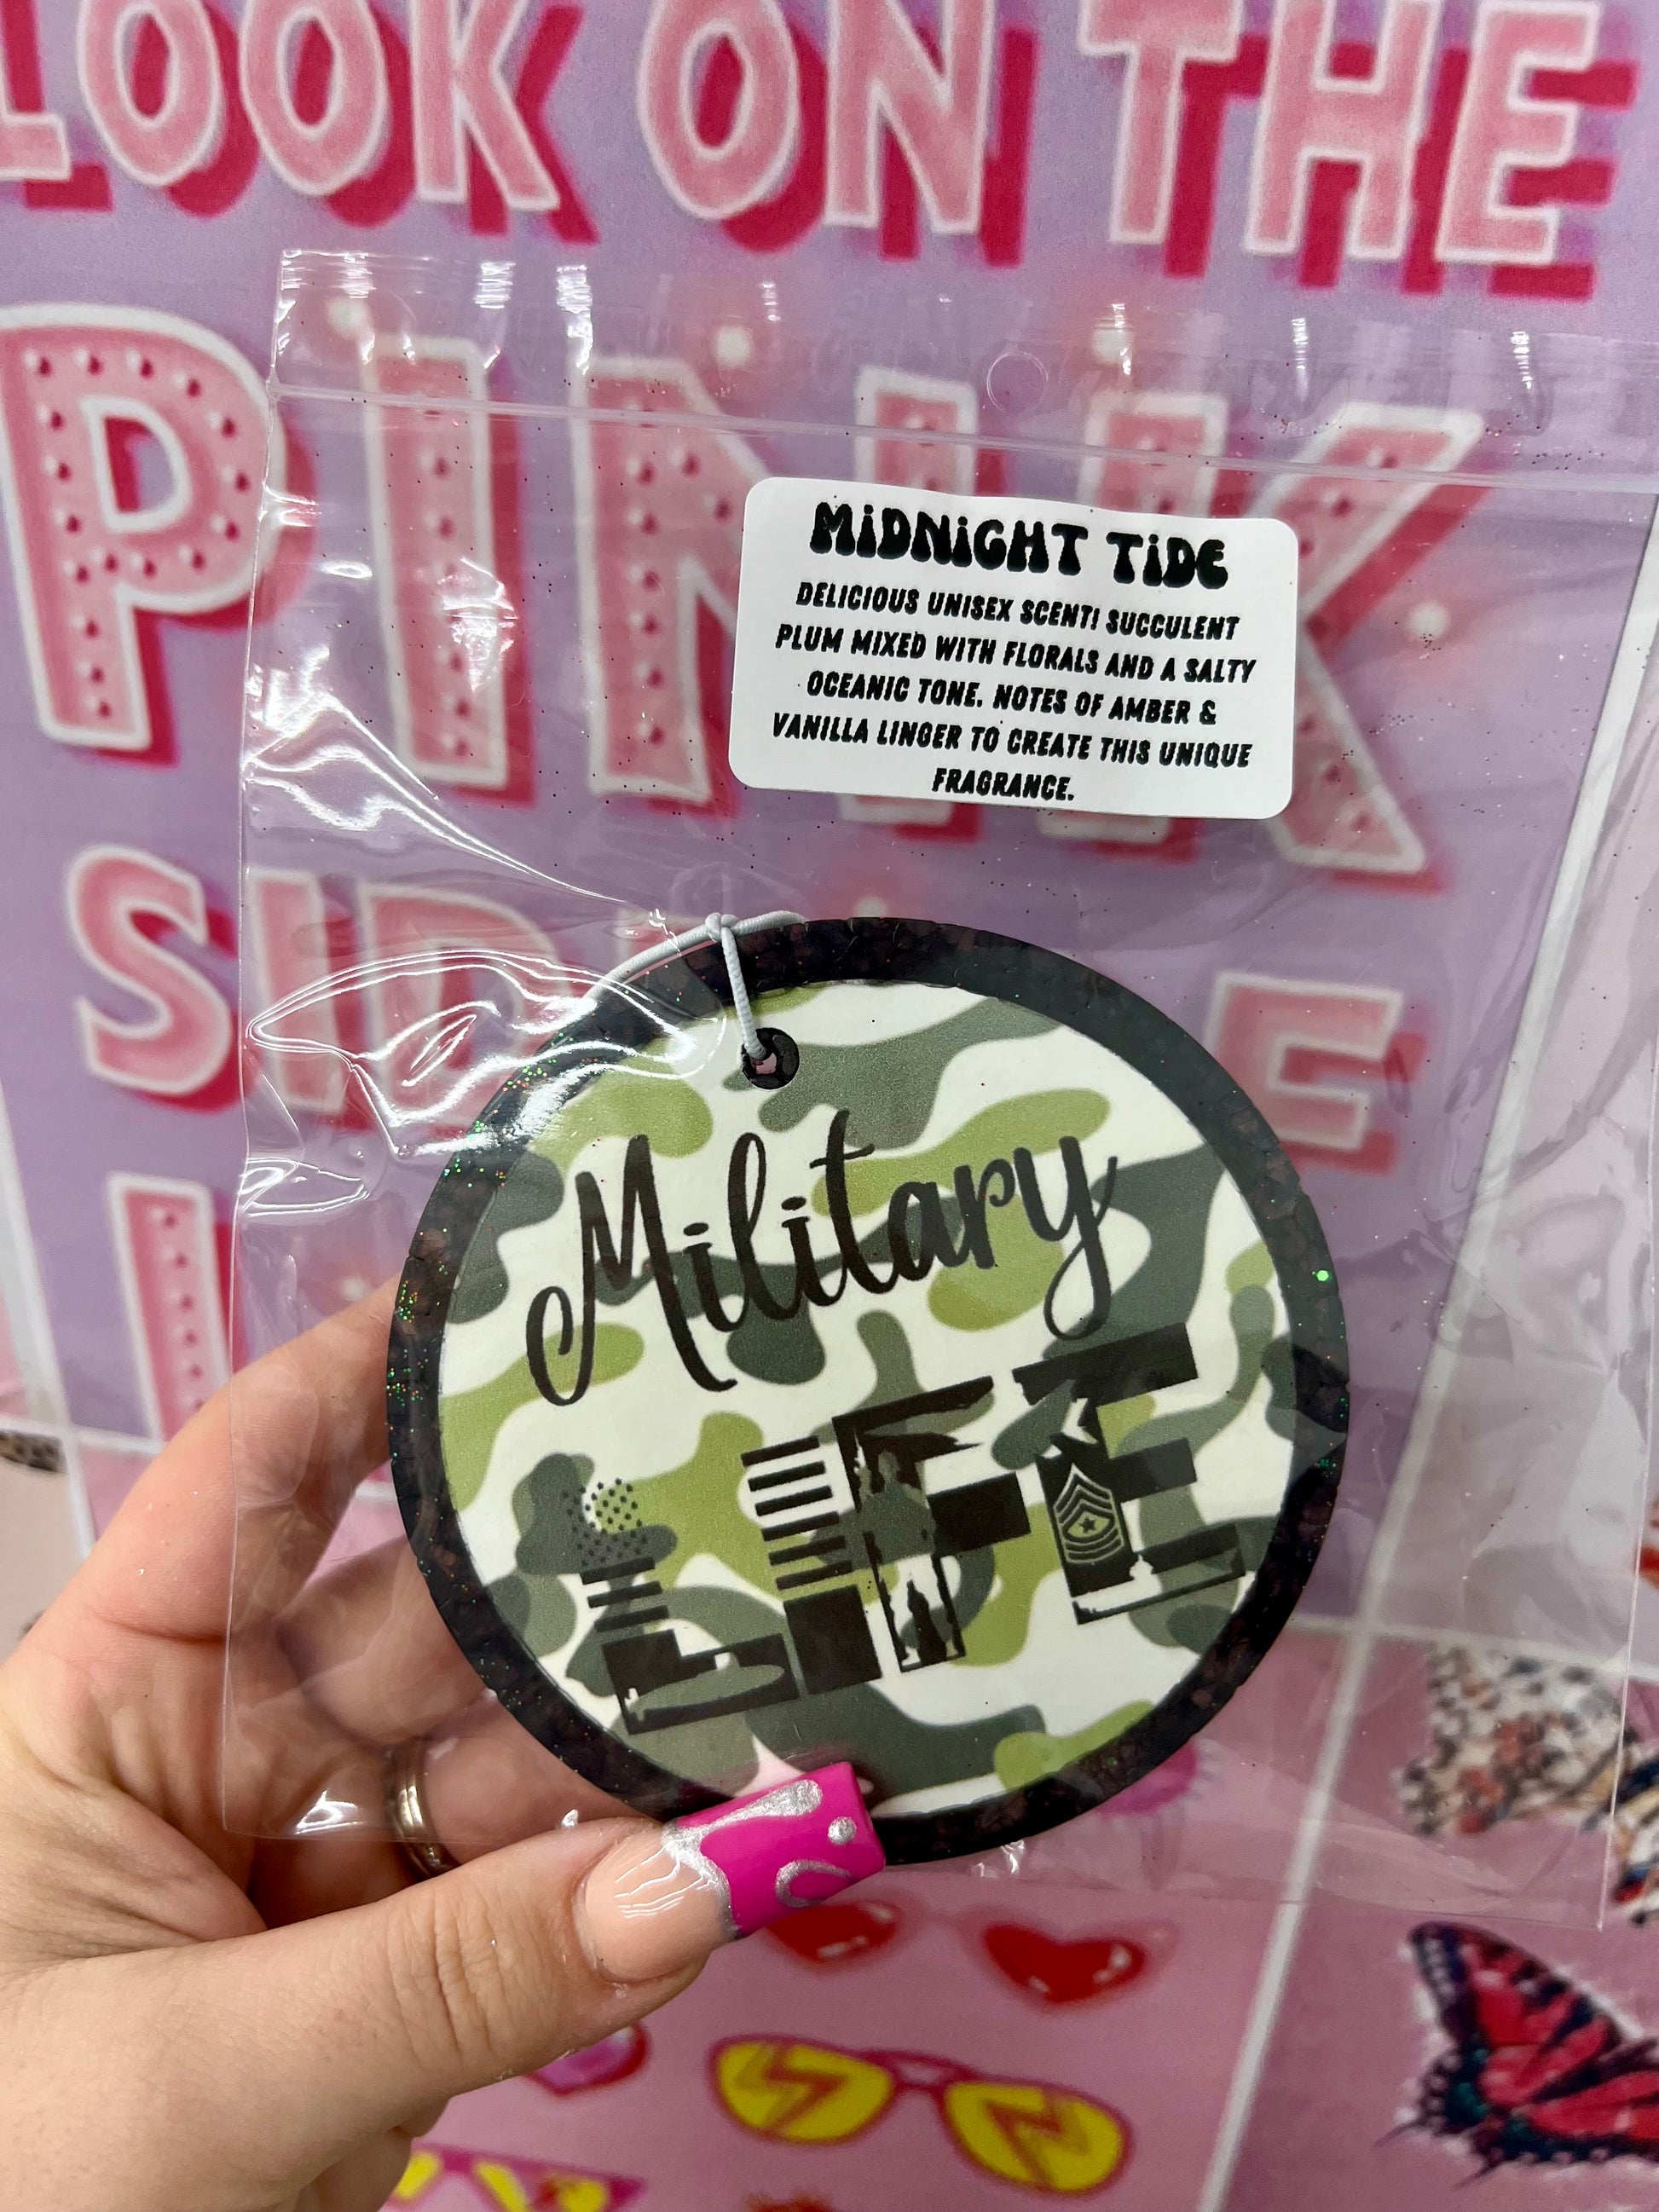 LOOK ON THE
PINK
SIDE
MiDNiGHT TiDE
DELICIOUS UNISEX SCENT! SUCCULENT
PLUM MIXED WITH FLORALS AND A SALTY
OCEANIC TONE. NOTES OF AMBER &
VANILLA LINGER TO CREATE THIS UNIQUE
FRAGRANCE.
Military
LIFE